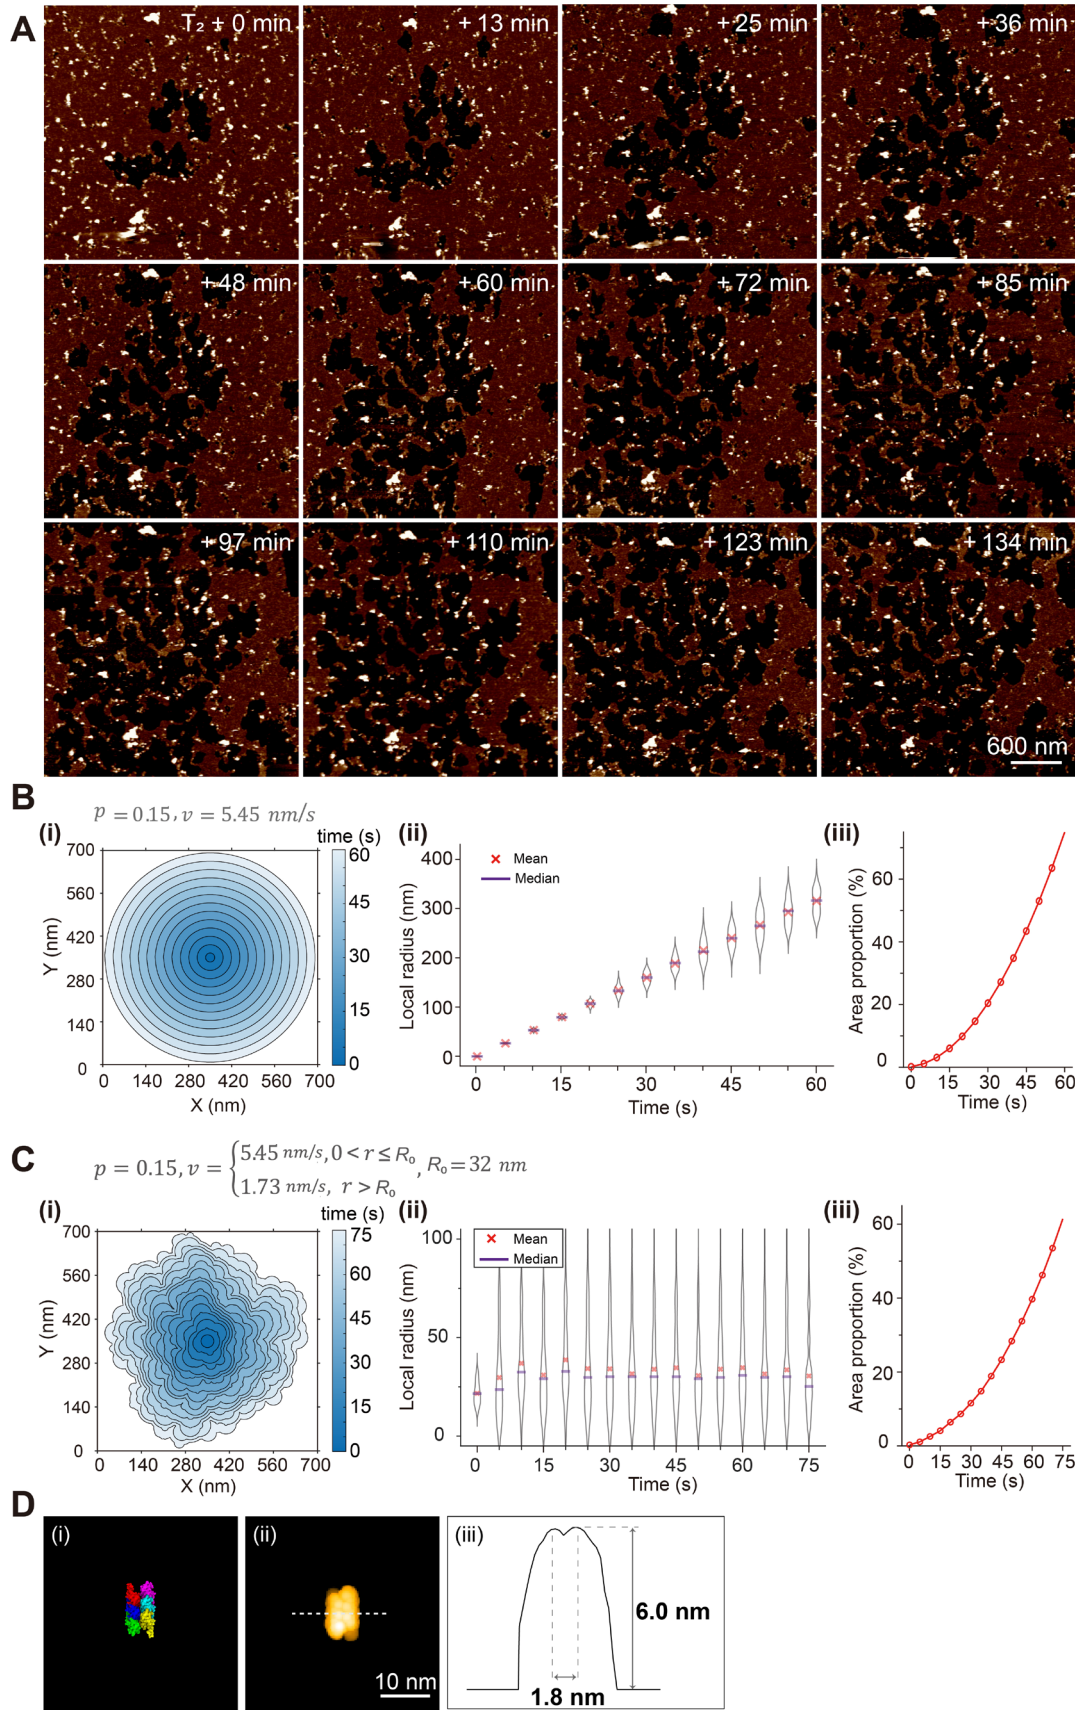 A
T₂ + 0 min
+ 13 min
+ 25 min
+ 36 min
+ 48 min
+ 60 min
+ 72 min
+ 85 min
+ 97 min
+ 110 min
+ 123 min
+ 134 min
600 nm
B
p = 0.15, v = 5.45 nm/s
(i)
time (s)
700
560
420
280
140
0
Y (nm)
0 140 280 420 560 700
X (nm)
60
45
30
15
0
(ii)
Mean
Median
400
300
200
100
0
Local radius (nm)
0 15 30 45 60
Time (s)
(iii)
60
40
20
0
Area proportion (%)
0 15 30 45 60
Time (s)
C
p = 0.15, v = { 5.45 nm/s, 0 < r ≤ R₀
1.73 nm/s, r > R₀
, R₀ = 32 nm
(i)
time (s)
700
560
420
280
140
0
Y (nm)
0 140 280 420 560 700
X (nm)
75
60
45
30
15
0
(ii)
Mean
Median
100
50
0
Local radius (nm)
0 15 30 45 60 75
Time (s)
(iii)
60
40
20
0
Area proportion (%)
0 15 30 45 60 75
Time (s)
D
(i)
(ii)
10 nm
(iii)
6.0 nm
1.8 nm